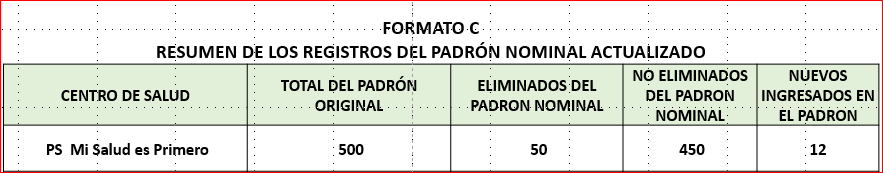 FORMATO C
RESUMEN DE LOS REGISTROS DEL PADRÓN NOMINAL ACTUALIZADO
CENTRO DE SALUD
TOTAL DEL PADRÓN
ORIGINAL
ELIMINADOS DEL
PADRON NOMINAL
NO ELIMINADOS
DEL PADRON
NOMINAL
NUEVOS
INGRESADOS EN
EL PADRON
PS Mi Salud es Primero
500
50
450
12